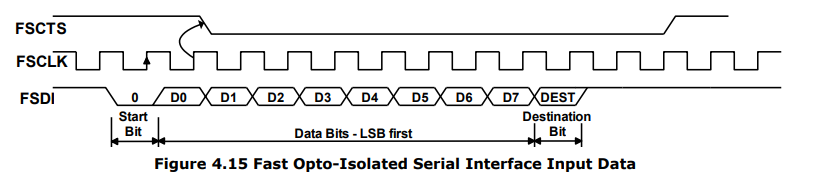 FSCTS
FSCLK
FSDI
0 D0 D1 D2 D3 D4 D5 D6 D7 DEST
Start Bit
Data Bits - LSB first
Destination Bit
Figure 4.15 Fast Opto-Isolated Serial Interface Input Data